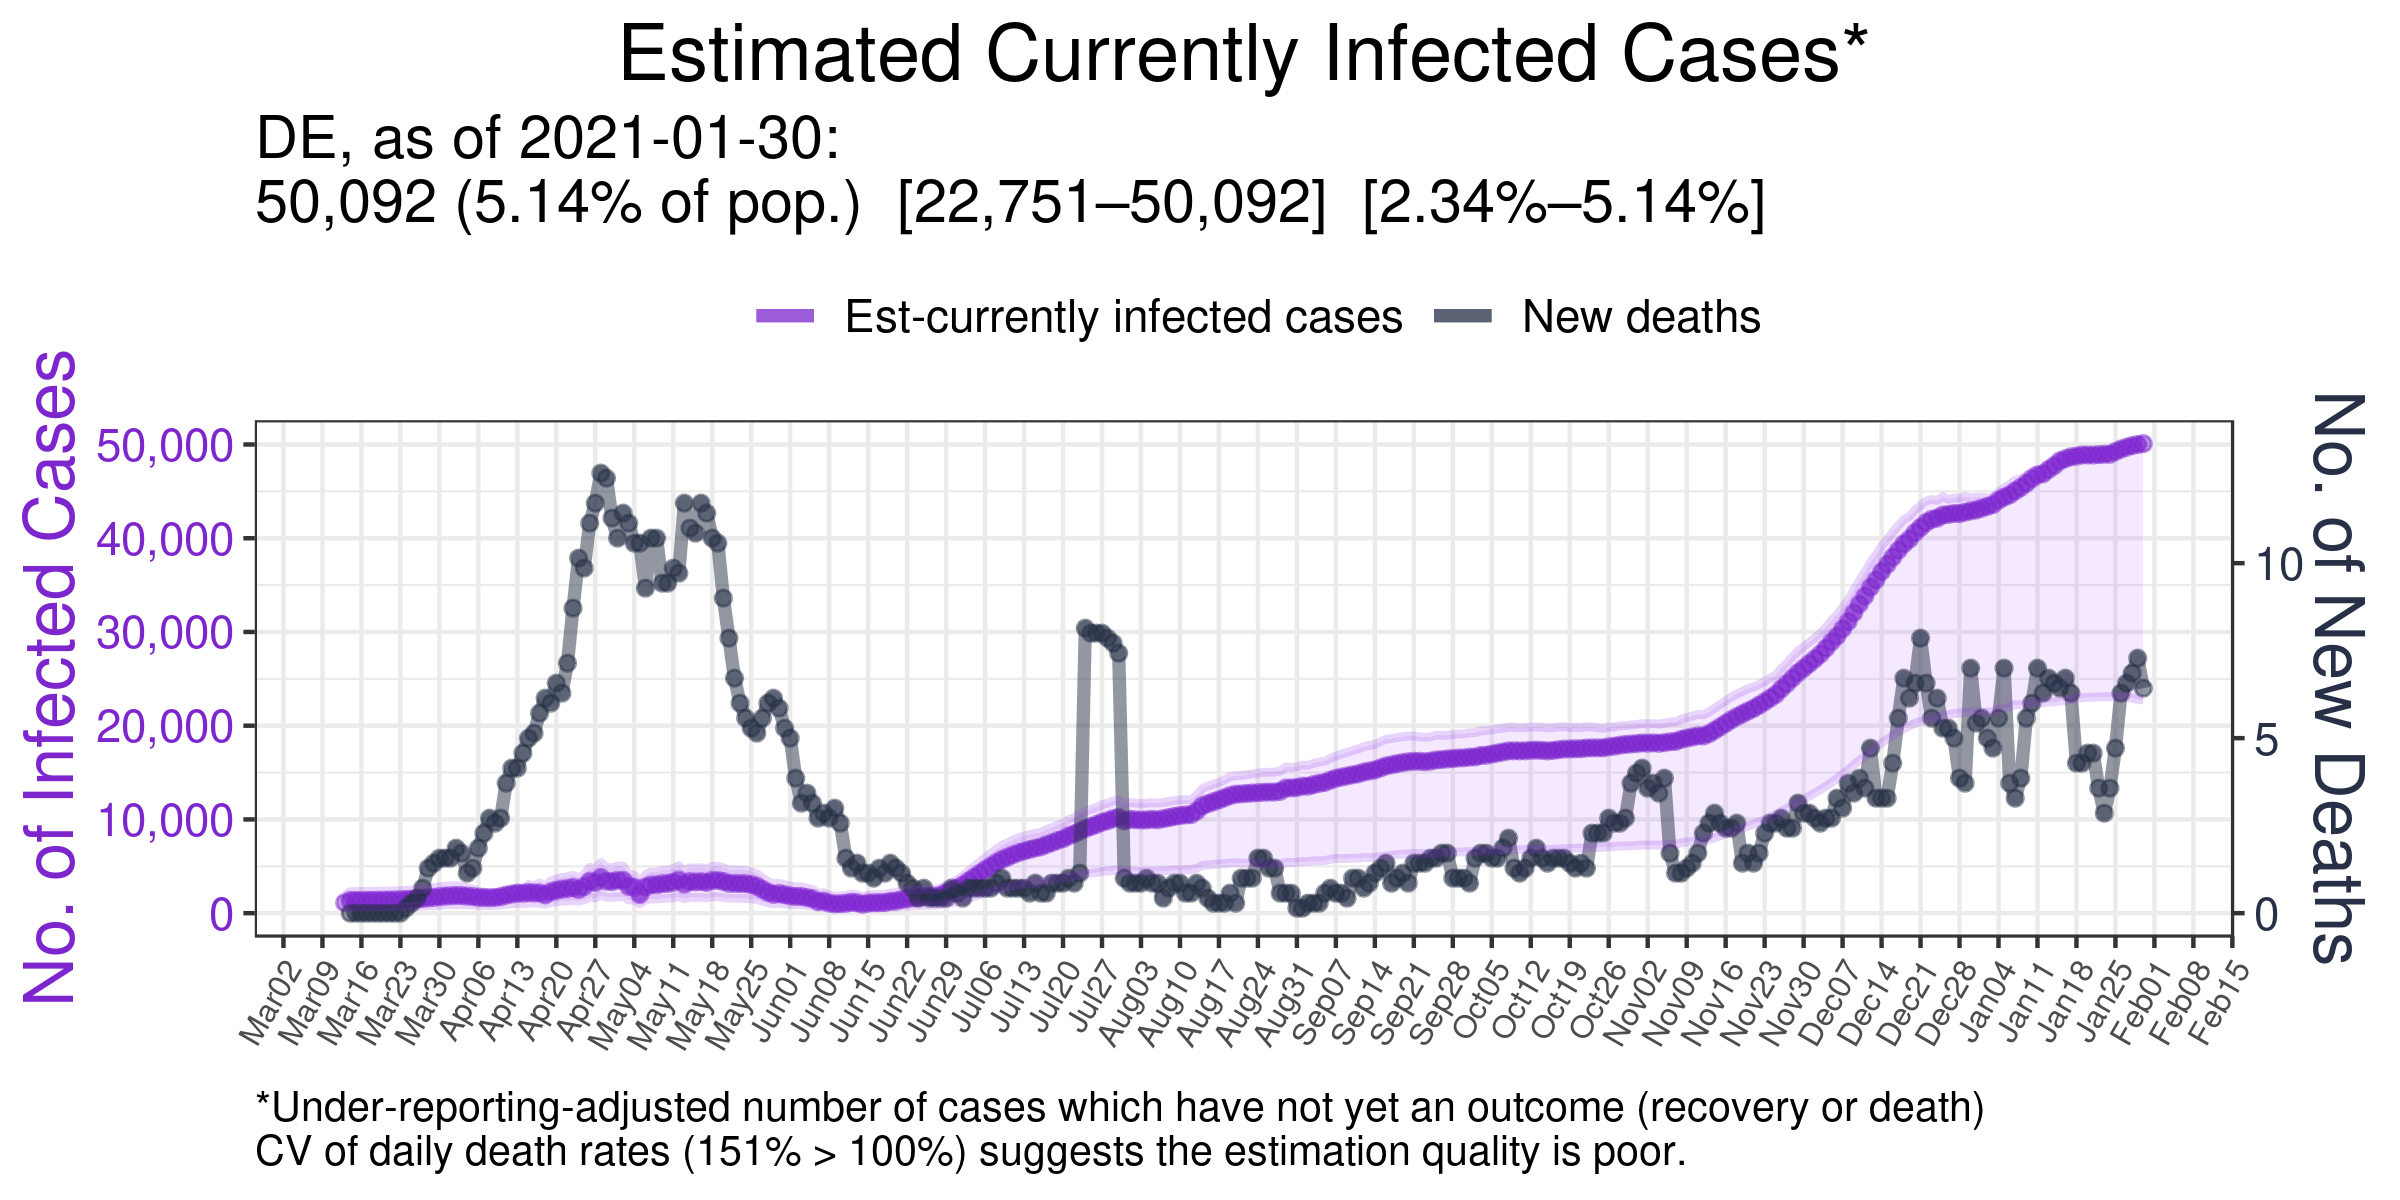 Estimated Currently Infected Cases*
DE, as of 2021-01-30:
50,092 (5.14% of pop.) [22,751–50,092] [2.34%–5.14%]
Est-currently infected cases New deaths
No. of Infected Cases
50,000
40,000
30,000
20,000
10,000
0
No. of New Deaths
10
5
0
Mar02 Mar09 Mar16 Mar23 Mar30 Apr06 Apr13 Apr20 Apr27 May04 May11 May18 May25 Jun01 Jun08 Jun15 Jun22 Jun29 Jul06 Jul13 Jul20 Jul27 Aug03 Aug10 Aug17 Aug24 Aug31 Sep07 Sep14 Sep21 Sep28 Oct05 Oct12 Oct19 Oct26 Nov02 Nov09 Nov16 Nov23 Nov30 Dec07 Dec14 Dec21 Dec28 Jan04 Jan11 Jan18 Jan25 Feb01 Feb08 Feb15
*Under-reporting-adjusted number of cases which have not yet an outcome (recovery or death)
CV of daily death rates (151% > 100%) suggests the estimation quality is poor.